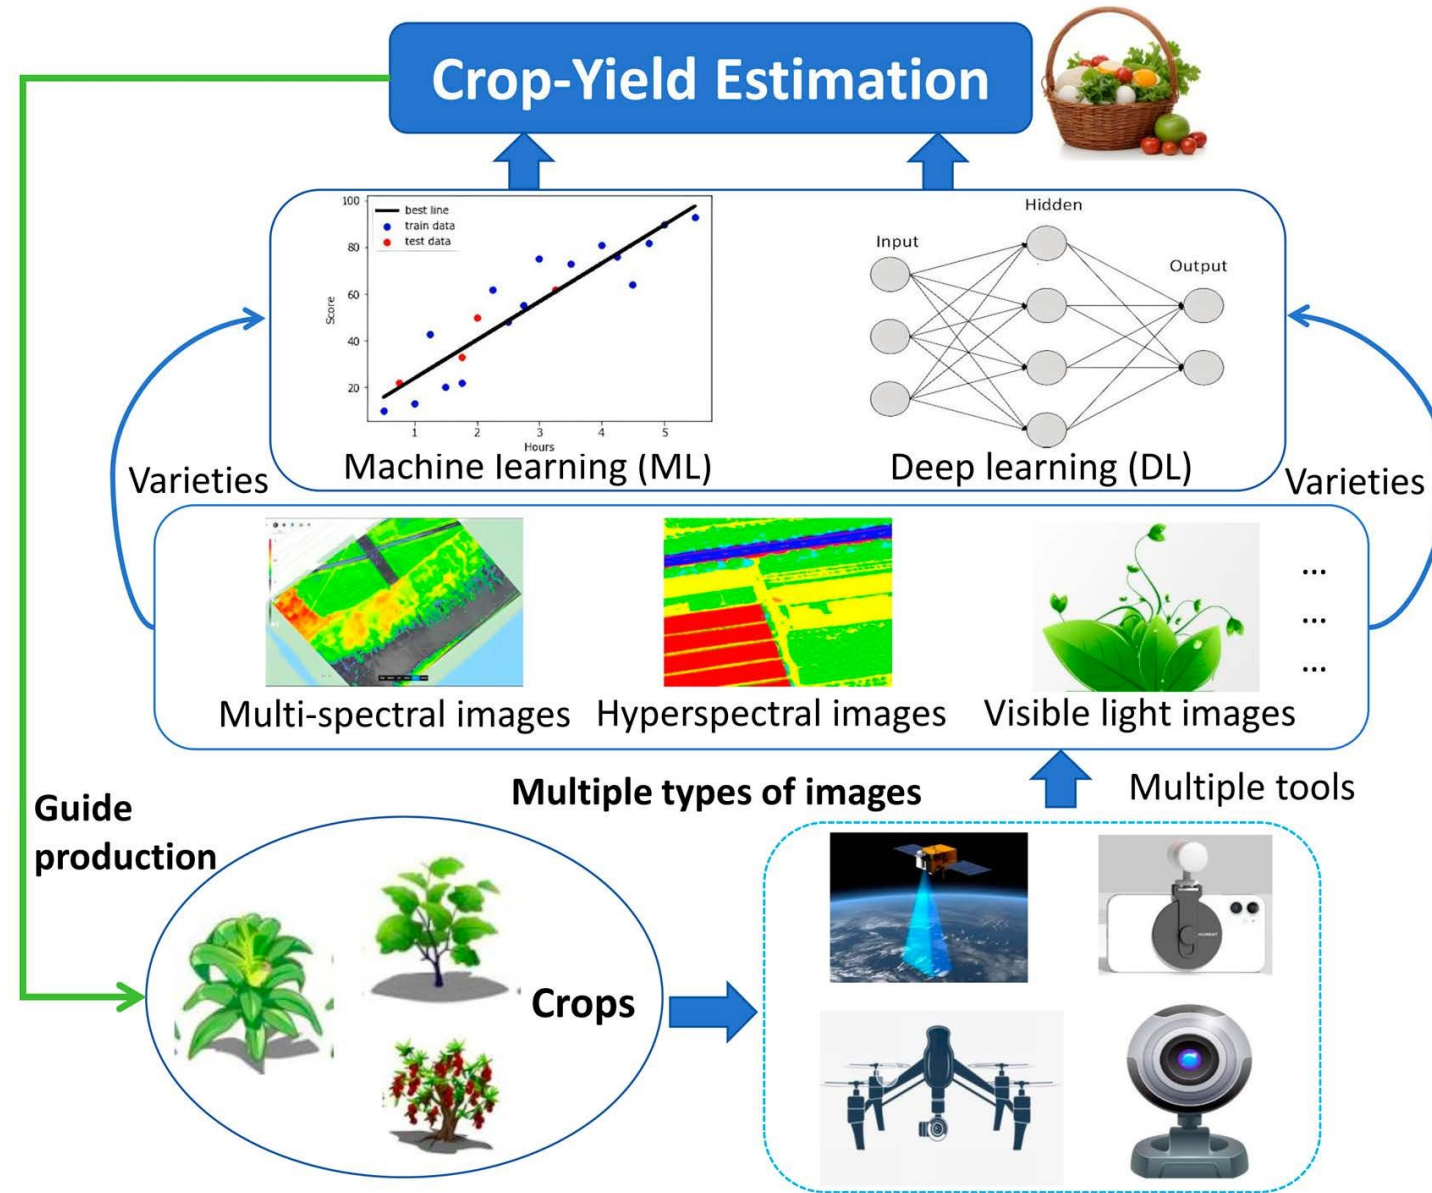 Crop-Yield Estimation
100
80
60
40
20
Score
best line
train data
test data
1 2 3 4 5
Hours
Machine learning (ML)
Input
Hidden
Output
Deep learning (DL)
Varieties
Varieties
...
...
...
Multi-spectral images
Hyperspectral images
Visible light images
Multiple types of images
Multiple tools
Guide
production
Crops